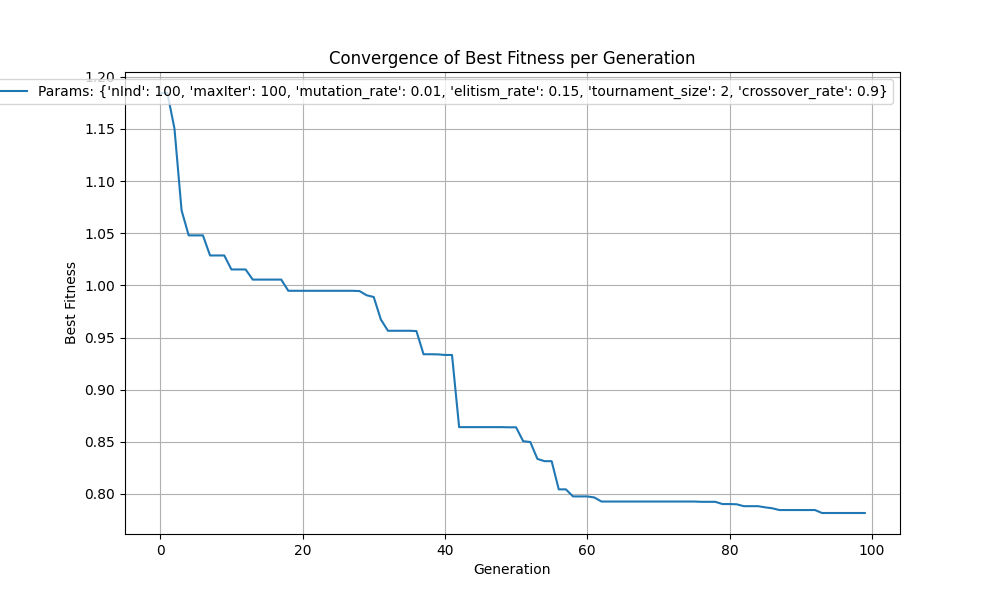 Convergence of Best Fitness per Generation
Params: {'nInd': 100, 'maxIter': 100, 'mutation_rate': 0.01, 'elitism_rate': 0.15, 'tournament_size': 2, 'crossover_rate': 0.9}
1.20
1.15
1.10
1.05
1.00
0.95
0.90
0.85
0.80
Best Fitness
0 20 40 60 80 100
Generation